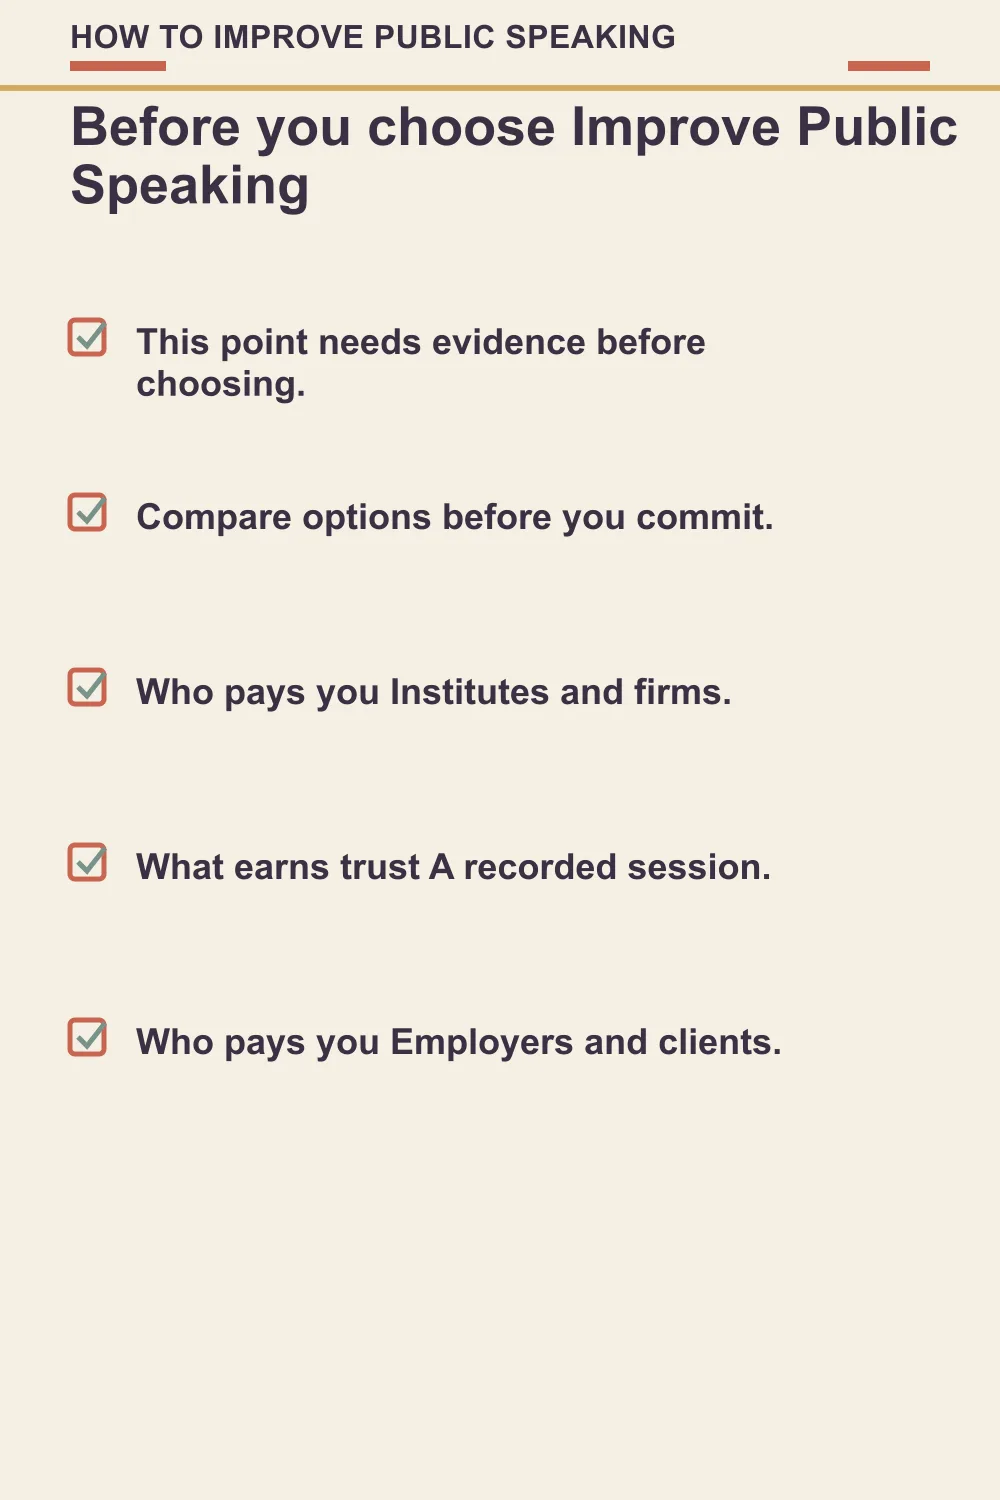 HOW TO IMPROVE PUBLIC SPEAKING
Before you choose Improve Public
Speaking
This point needs evidence before
choosing.
Compare options before you commit.
Who pays you Institutes and firms.
What earns trust A recorded session.
Who pays you Employers and clients.